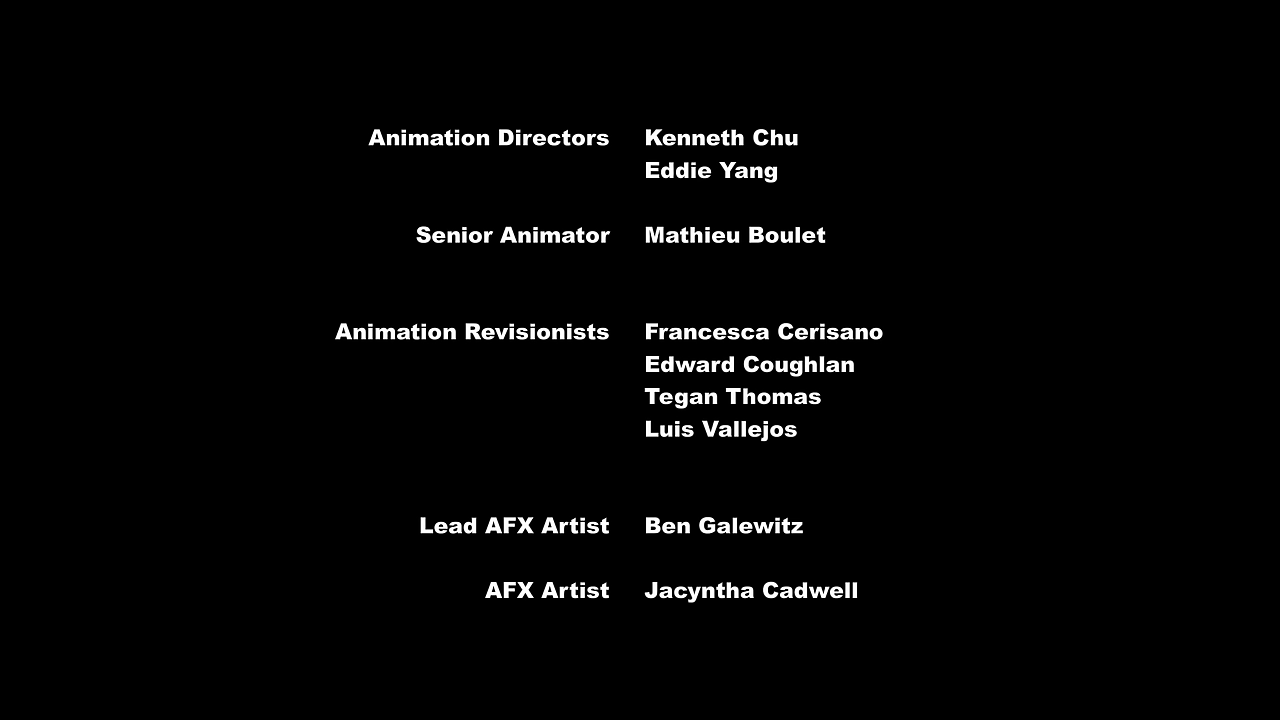 Animation Directors Kenneth Chu
Eddie Yang
Senior Animator Mathieu Boulet
Animation Revisionists Francesca Cerisano
Edward Coughlan
Tegan Thomas
Luis Vallejos
Lead AFX Artist Ben Galewitz
AFX Artist Jacyntha Cadwell